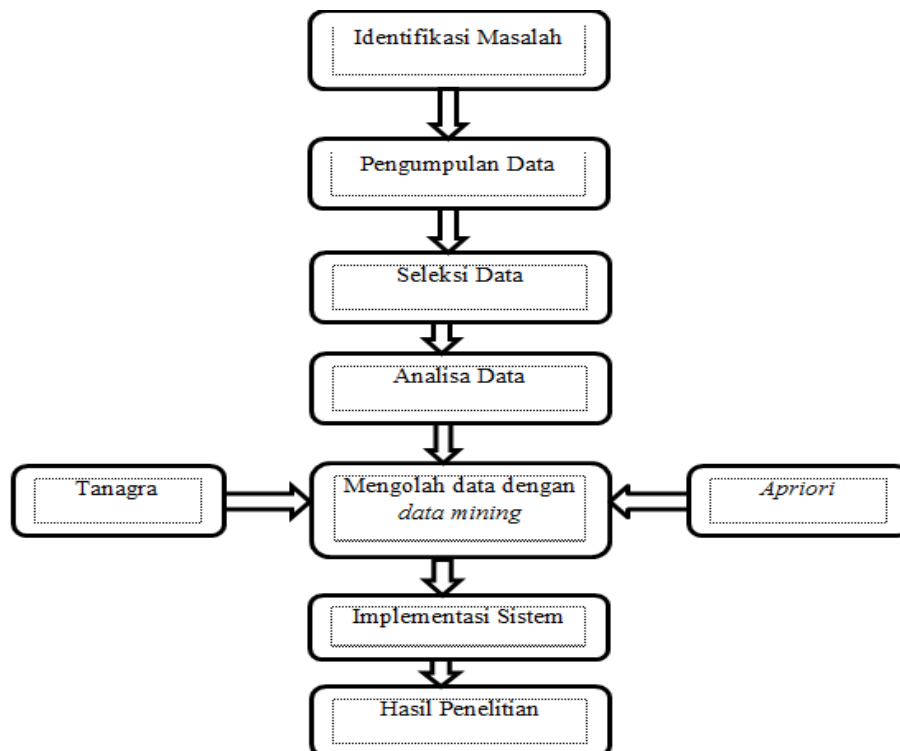 Identifikasi Masalah
Pengumpulan Data
Seleksi Data
Analisa Data
Tanagra
Mengolah data dengan
data mining
Apriori
Implementasi Sistem
Hasil Penelitian